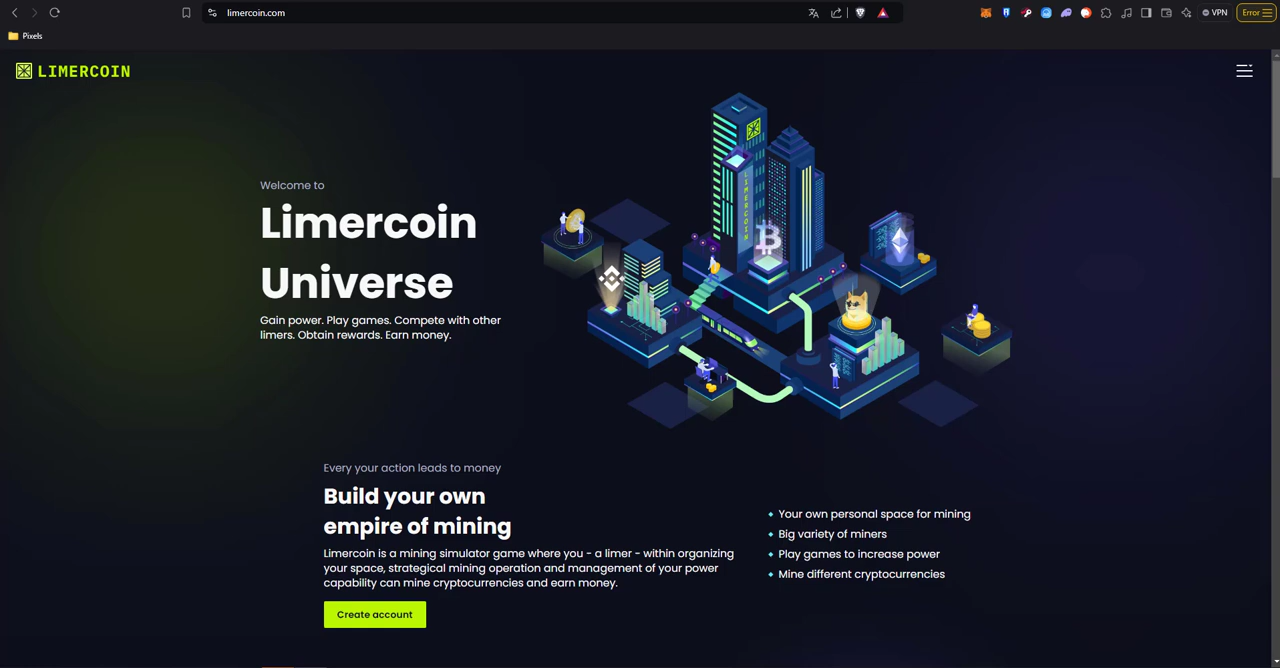 limercoin.com
VPN
Error
Pixels
LIMERCOIN
Welcome to
Limercoin
Universe
Gain power. Play games. Compete with other
limers. Obtain rewards. Earn money.
LIMERCOIN
Every your action leads to money
Build your own
empire of mining
Limercoin is a mining simulator game where you - a limer - within organizing
your space, strategical mining operation and management of your power
capability can mine cryptocurrencies and earn money.
Create account
Your own personal space for mining
Big variety of miners
Play games to increase power
Mine different cryptocurrencies